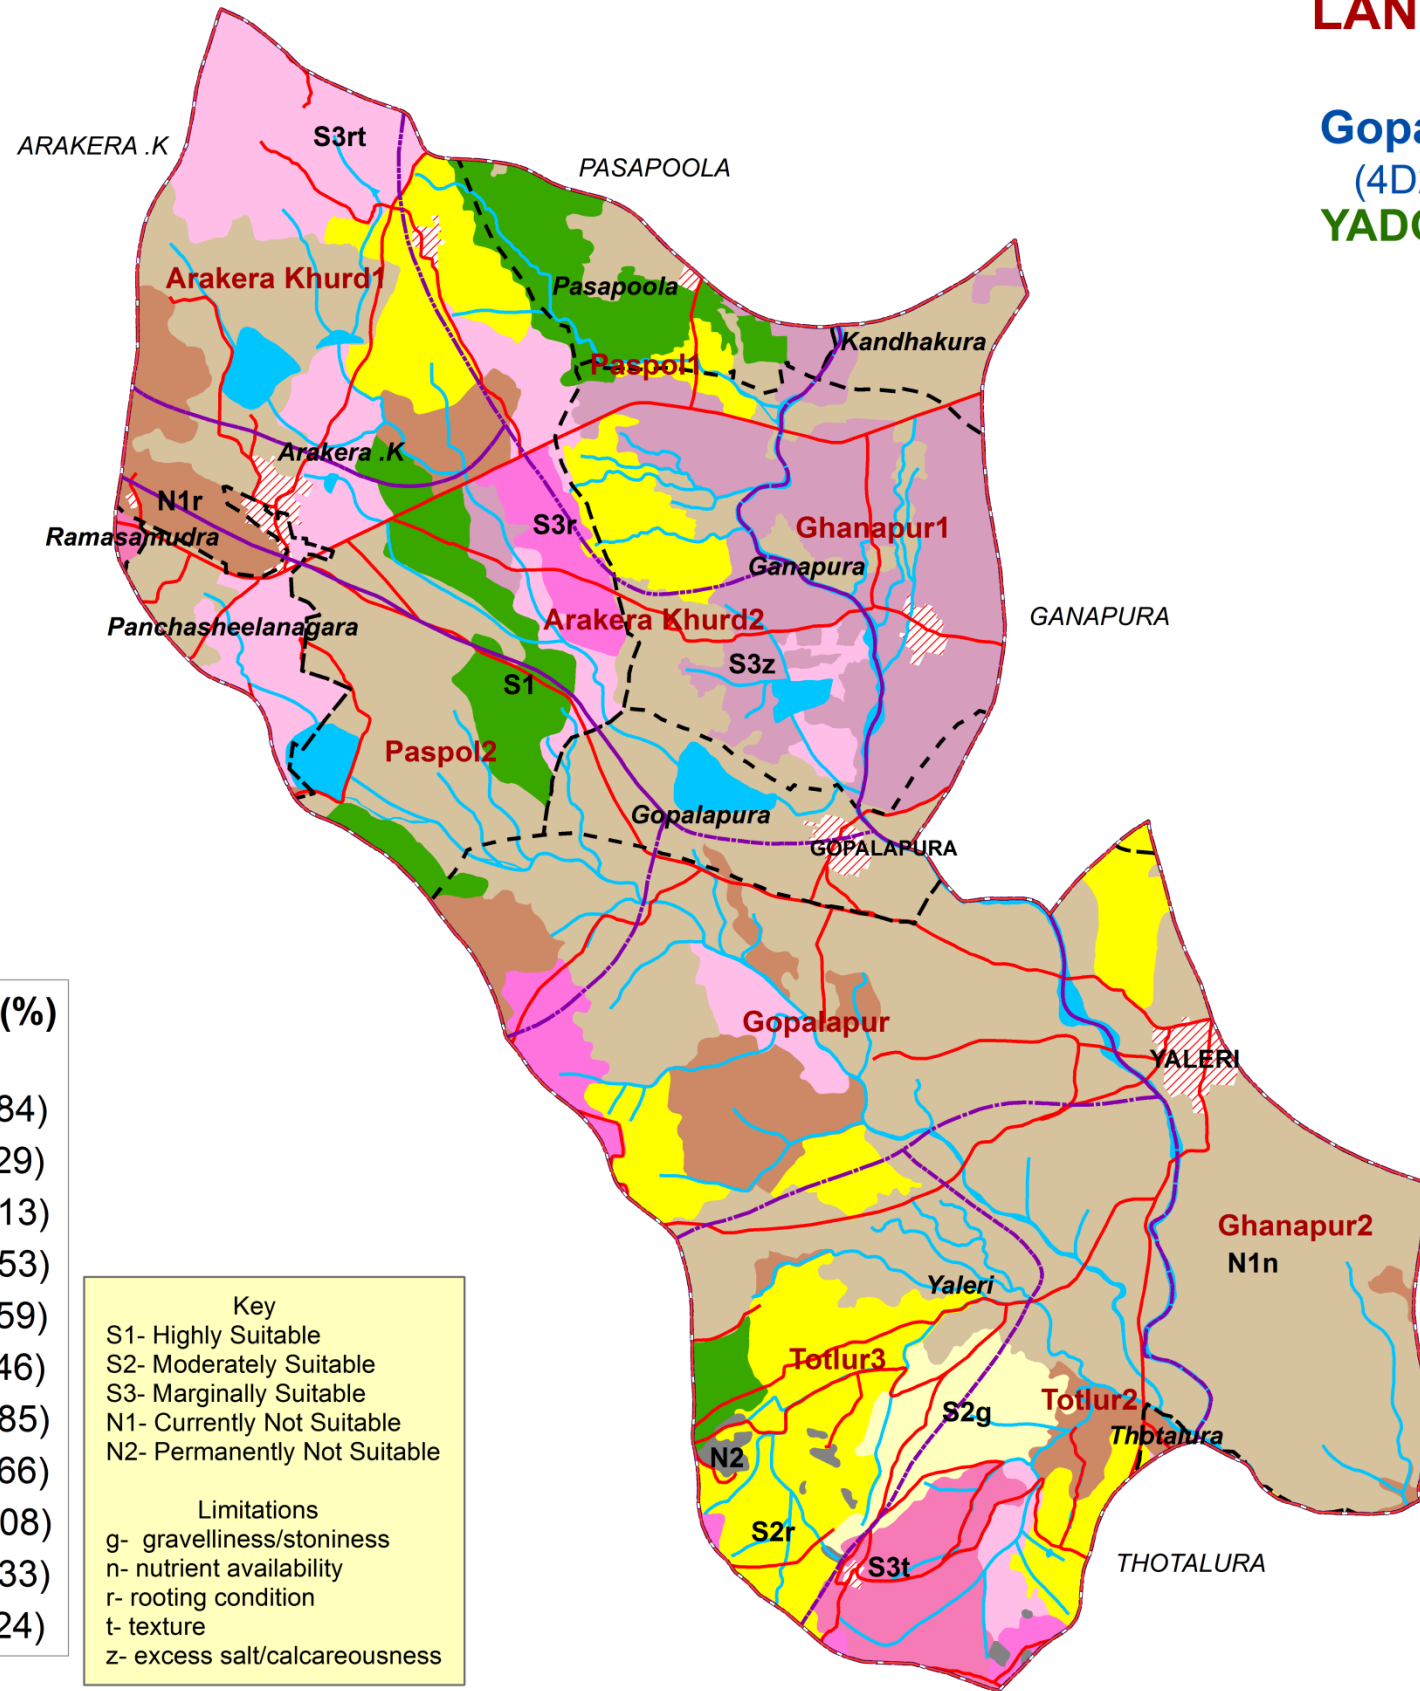 LAN
Gopa
(4D
YADG
ARAKERA .K
S3rt
PASAPOOLA
Arakera Khurd1
Pasapoola
Kandhakura
Paspol1
Arakera .K
N1r
S3r
Ghanapur1
Ramasamudra
Ganapura
Panchasheelanagara
Arakera Khurd2
GANAPURA
S3z
S1
Paspol2
Gopalapura
GOPALAPURA
Gopalapur
YALERI
Ghanapur2
N1n
Yaleri
Totlur3
Totlur2
S2g
Thotalura
N2
S2r
S3t
THOTALURA
(%)
84)
29)
13)
53)
59)
46)
85)
66)
08)
33)
24)
Key
S1- Highly Suitable
S2- Moderately Suitable
S3- Marginally Suitable
N1- Currently Not Suitable
N2- Permanently Not Suitable
Limitations
g- gravelliness/stoniness
n- nutrient availability
r- rooting condition
t- texture
z- excess salt/calcareousness